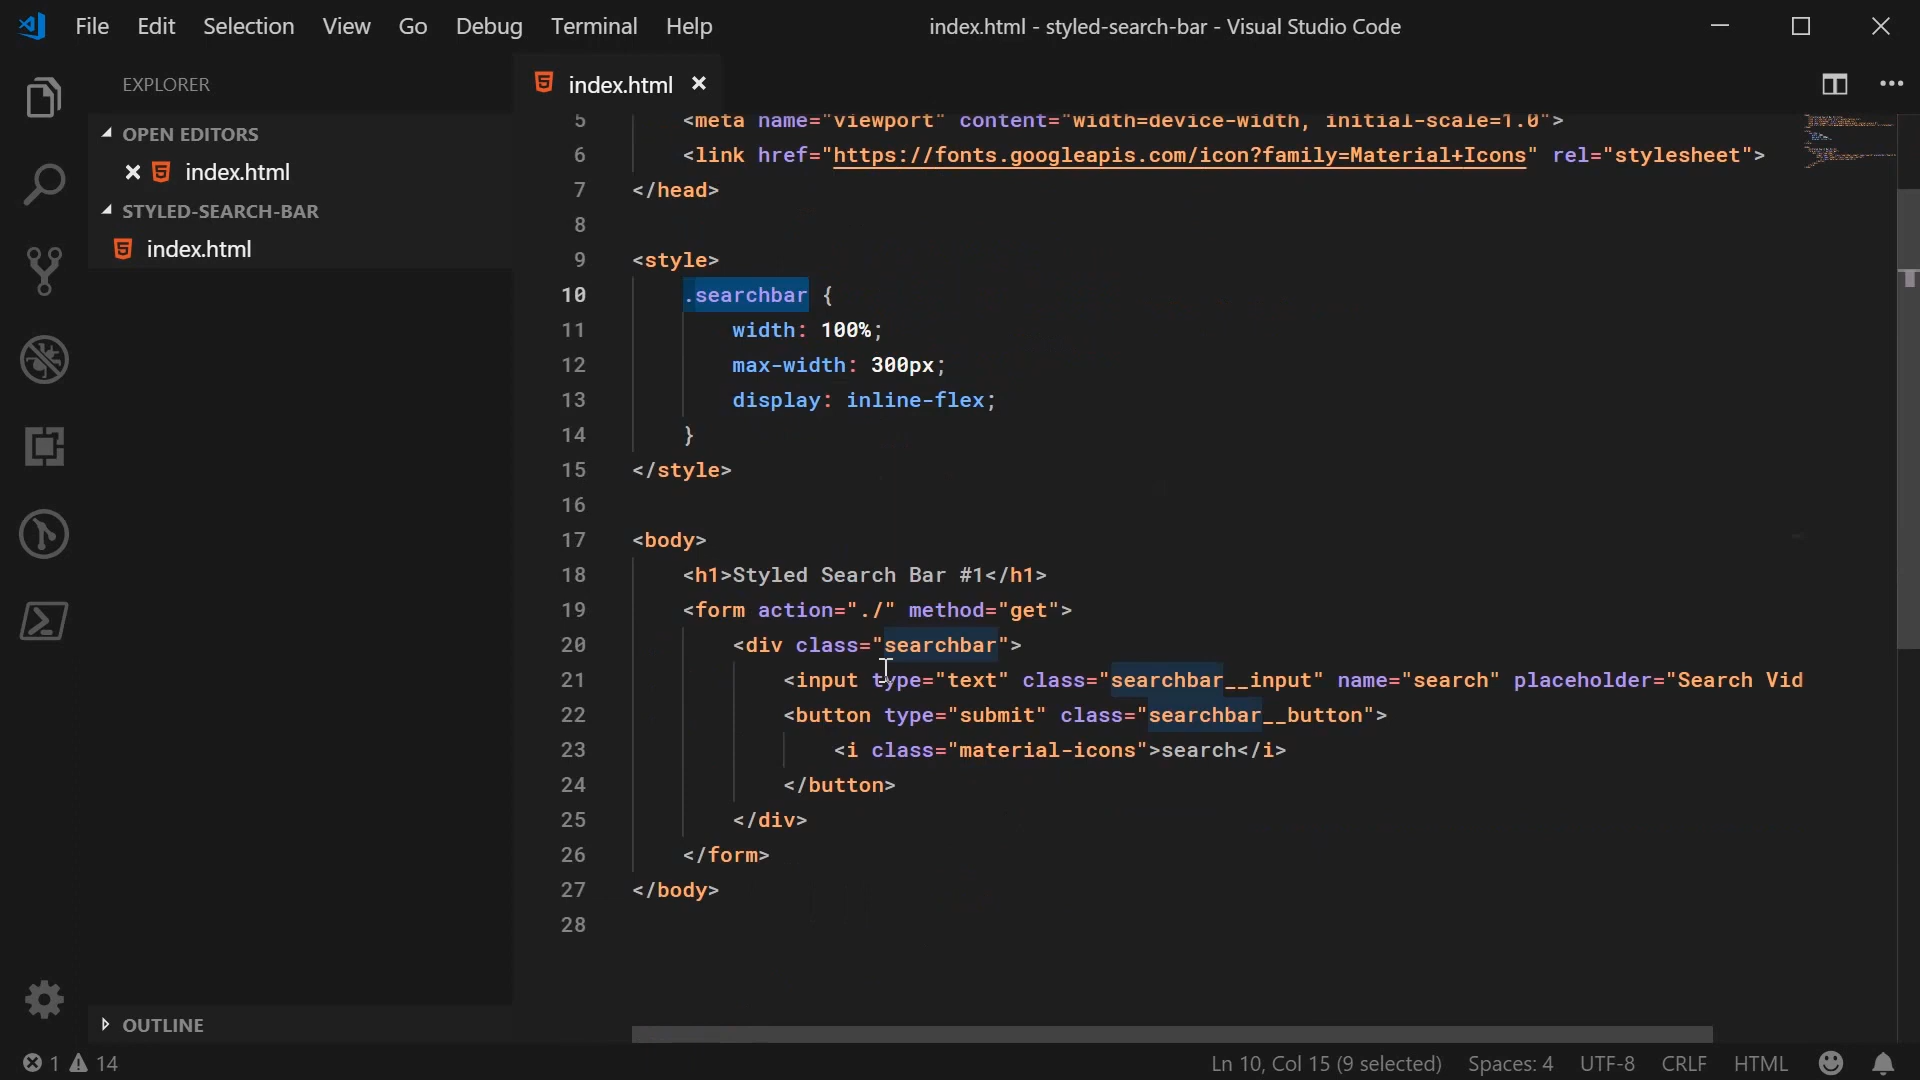 File Edit Selection View Go Debug Terminal Help
index.html - styled-search-bar - Visual Studio Code
EXPLORER
OPEN EDITORS
index.html
STYLED-SEARCH-BAR
index.html
OUTLINE
index.html
5 <meta name="viewport" content="width=device-width, initial-scale=1.0">
6 <link href="https://fonts.googleapis.com/icon?family=Material+Icons" rel="stylesheet">
7 </head>
8
9 <style>
10 .searchbar {
11 width: 100%;
12 max-width: 300px;
13 display: inline-flex;
14 }
15 </style>
16
17 <body>
18 <h1>Styled Search Bar #1</h1>
19 <form action="./" method="get">
20 <div class="searchbar">
21 <input type="text" class="searchbar__input" name="search" placeholder="Search Vid
22 <button type="submit" class="searchbar__button">
23 <i class="material-icons">search</i>
24 </button>
25 </div>
26 </form>
27 </body>
28
1 14
Ln 10, Col 15 (9 selected) Spaces: 4 UTF-8 CRLF HTML